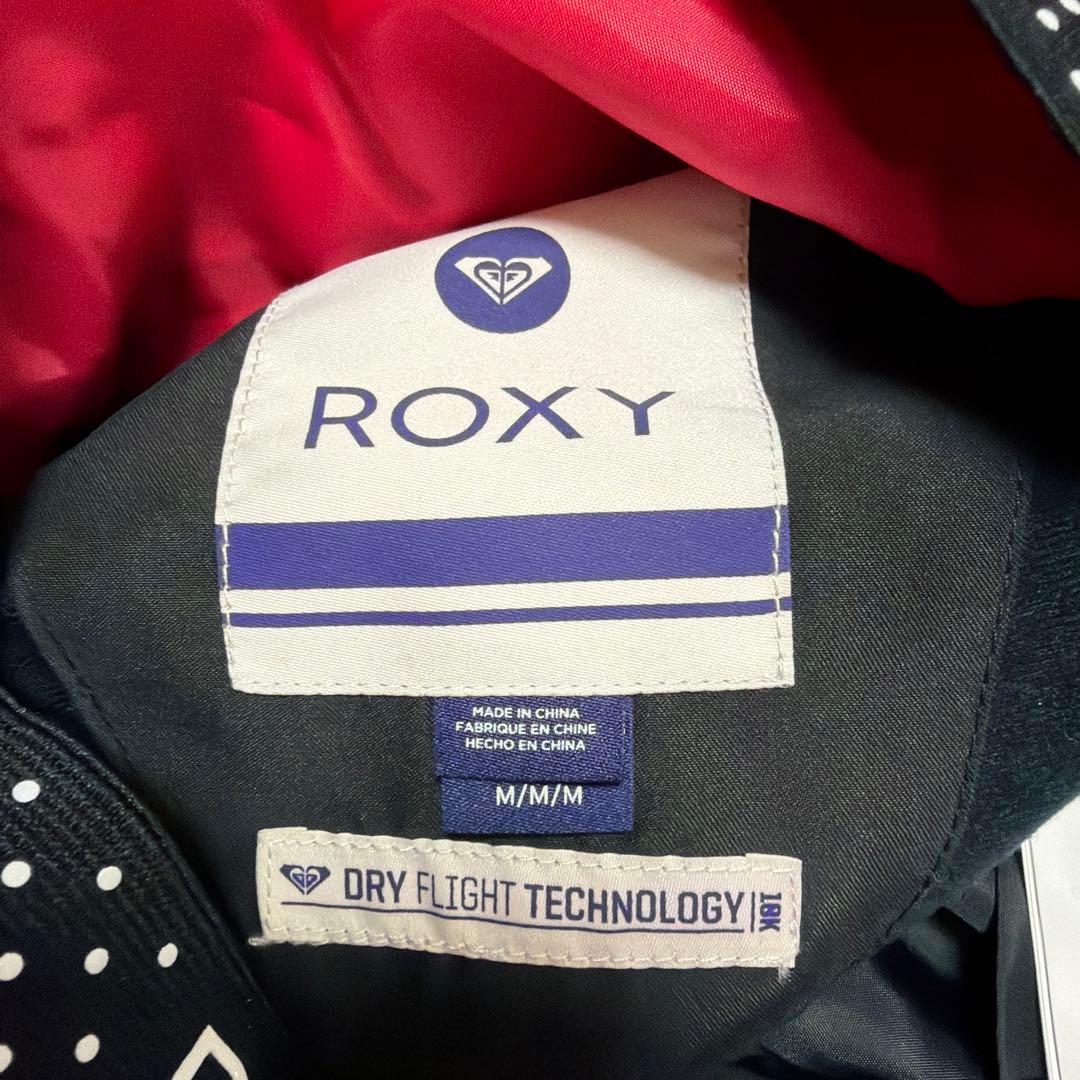 ROXY
MADE IN CHINA
FABRIQUE EN CHINE
HECHO EN CHINA
M/M/M
DRY FLIGHT TECHNOLOGY 10K